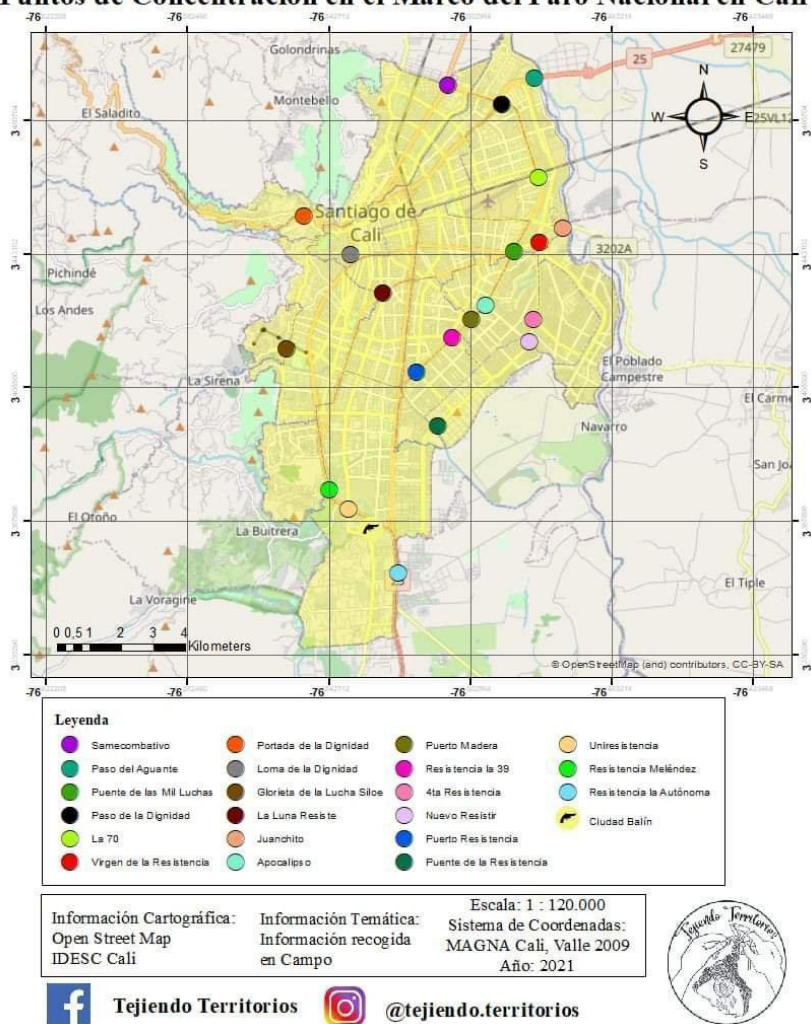 Puntos de Concentración en el Marco del Paro Nacional en Cali
Golondrinas
27479
25
Montebello
El Saladito
N
W
E
S
25VL12
Santiago de
Cali
3202A
Pichindé
Los Andes
La Sirena
El Poblado
Campestre
El Carme
Navarro
San Jo
El Otoño
La Buitrera
El Tiple
La Voragine
0 0,5 1 2 3 4
Kilometers
© OpenStreetMap (and) contributors, CC-BY-SA
Leyenda
Samecombativo
Paso del Aguante
Puente de las Mil Luchas
Paso de la Dignidad
La 70
Virgen de la Resistencia
Portada de la Dignidad
Loma de la Dignidad
Glorieta de la Lucha Siloe
La Luna Resiste
Juanchito
Apocalipso
Puerto Madera
Resistencia la 39
4ta Resistencia
Nuevo Resistir
Puerto Resistencia
Puente de la Resistencia
Uniresistencia
Resistencia Meléndez
Resistencia la Autònoma
Ciudad Balín
Información Cartográfica:
Open Street Map
IDESC Cali
Información Temática:
Información recogida
en Campo
Escala: 1 : 120.000
Sistema de Coordenadas:
MAGNA Cali, Valle 2009
Año: 2021
Tejiendo Territorios
Tejiendo Territorios
@tejiendo.territorios